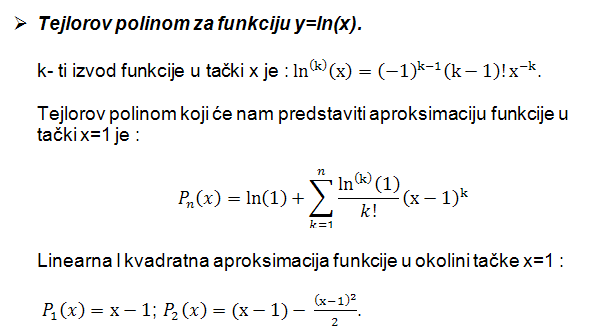 ➢ Tejlorov polinom za funkciju y=ln(x).
k- ti izvod funkcije u tački x je : ln⁽ᵏ⁾(x) = (−1)ᵏ⁻¹(k − 1)! x⁻ᵏ.
Tejlorov polinom koji će nam predstaviti aproksimaciju funkcije u
tački x=1 je :
Pₙ(x) = ln(1) + ∑ₖ₌₁ⁿ ln⁽ᵏ⁾(1)/k! (x − 1)ᵏ
Linearna I kvadratna aproksimacija funkcije u okolini tačke x=1 :
P₁(x) = x − 1; P₂(x) = (x − 1) − (x−1)²/2.